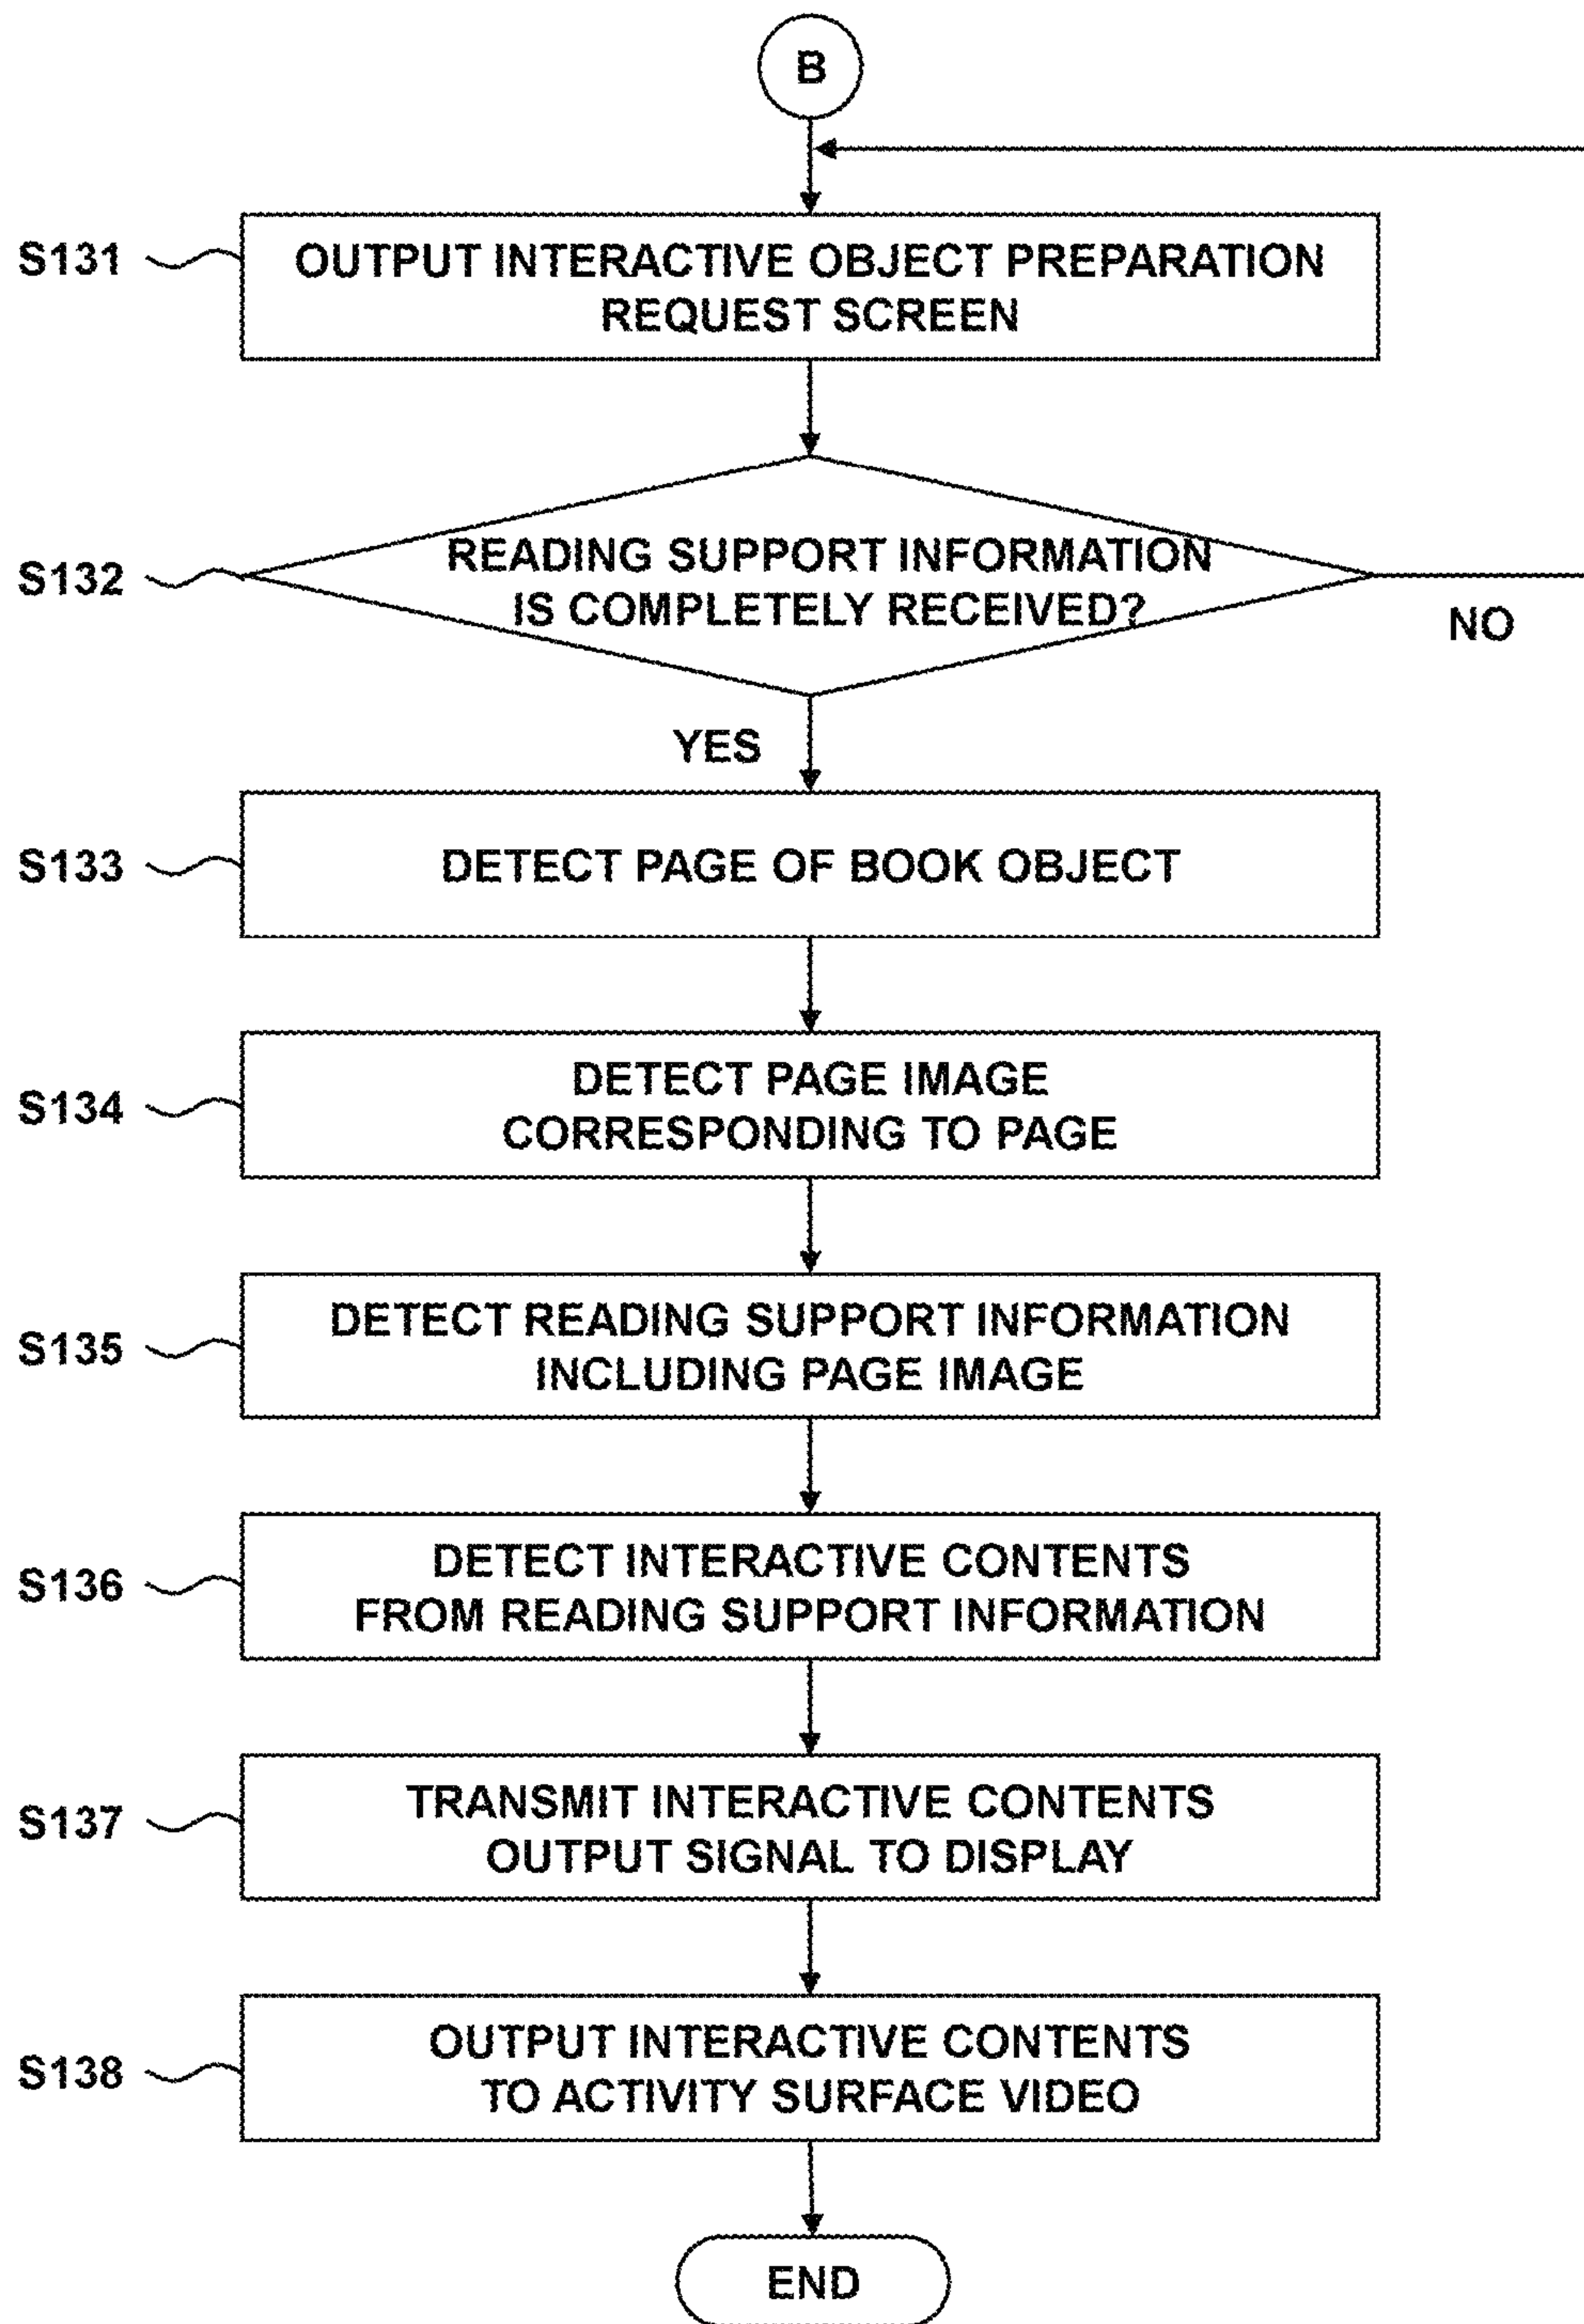 B
S131
OUTPUT INTERACTIVE OBJECT PREPARATION
REQUEST SCREEN
S132
READING SUPPORT INFORMATION
IS COMPLETELY RECEIVED?
NO
YES
S133
DETECT PAGE OF BOOK OBJECT
S134
DETECT PAGE IMAGE
CORRESPONDING TO PAGE
S135
DETECT READING SUPPORT INFORMATION
INCLUDING PAGE IMAGE
S136
DETECT INTERACTIVE CONTENTS
FROM READING SUPPORT INFORMATION
S137
TRANSMIT INTERACTIVE CONTENTS
OUTPUT SIGNAL TO DISPLAY
S138
OUTPUT INTERACTIVE CONTENTS
TO ACTIVITY SURFACE VIDEO
END